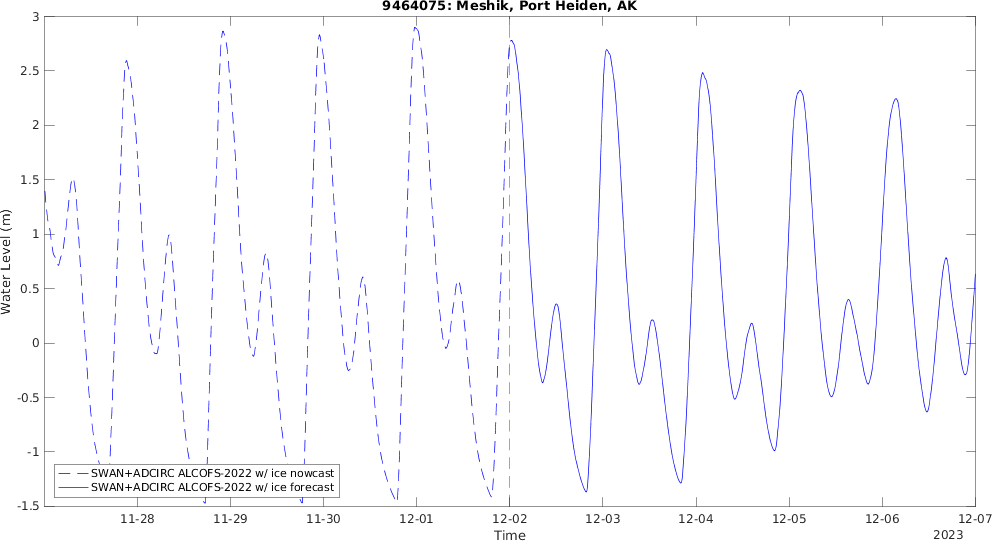 9464075: Meshik, Port Heiden, AK
Water Level (m)
3
2.5
2
1.5
1
0.5
0
-0.5
-1
-1.5
SWAN+ADCIRC ALCOFS-2022 w/ ice nowcast
SWAN+ADCIRC ALCOFS-2022 w/ ice forecast
11-28 11-29 11-30 12-01 12-02 12-03 12-04 12-05 12-06 12-07
Time
2023